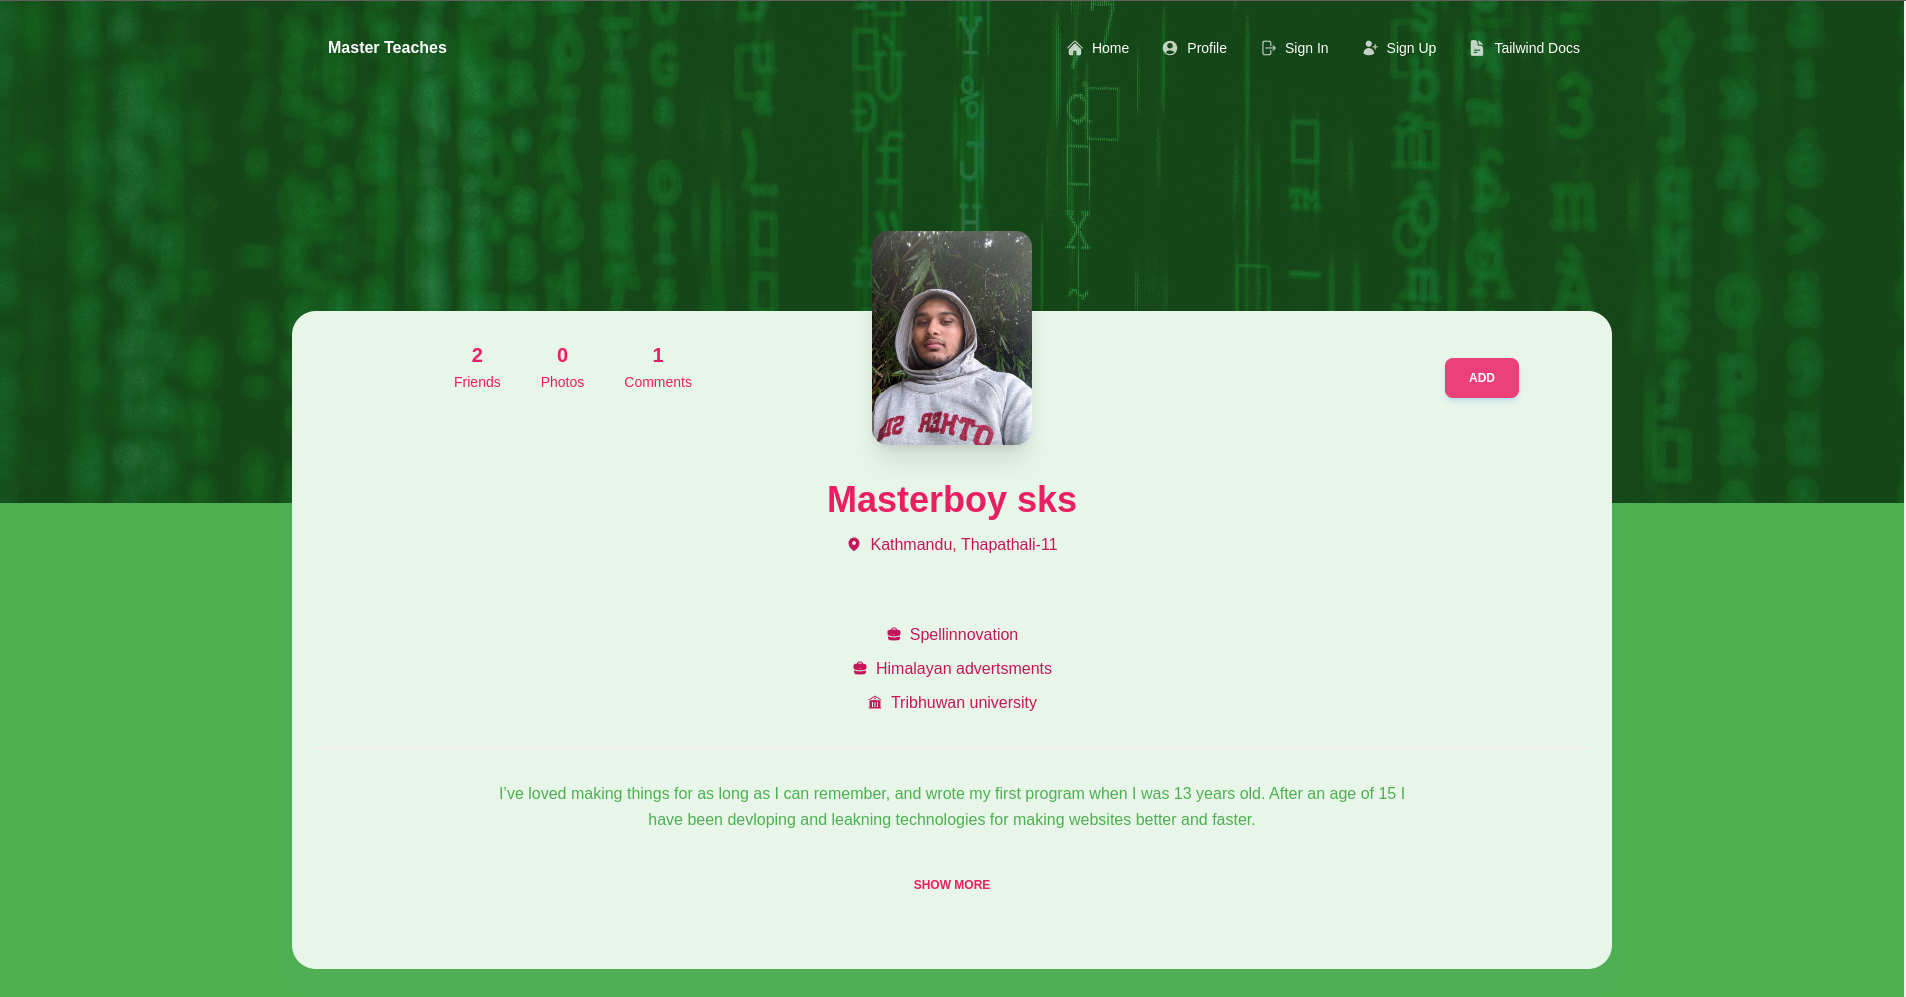 Master Teaches
Home
Profile
Sign In
Sign Up
Tailwind Docs
2
Friends
0
Photos
1
Comments
ADD
Masterboy sks
Kathmandu, Thapathali-11
Spellinnovation
Himalayan advertsments
Tribhuwan university
I’ve loved making things for as long as I can remember, and wrote my first program when I was 13 years old. After an age of 15 I
have been devloping and leakning technologies for making websites better and faster.
SHOW MORE